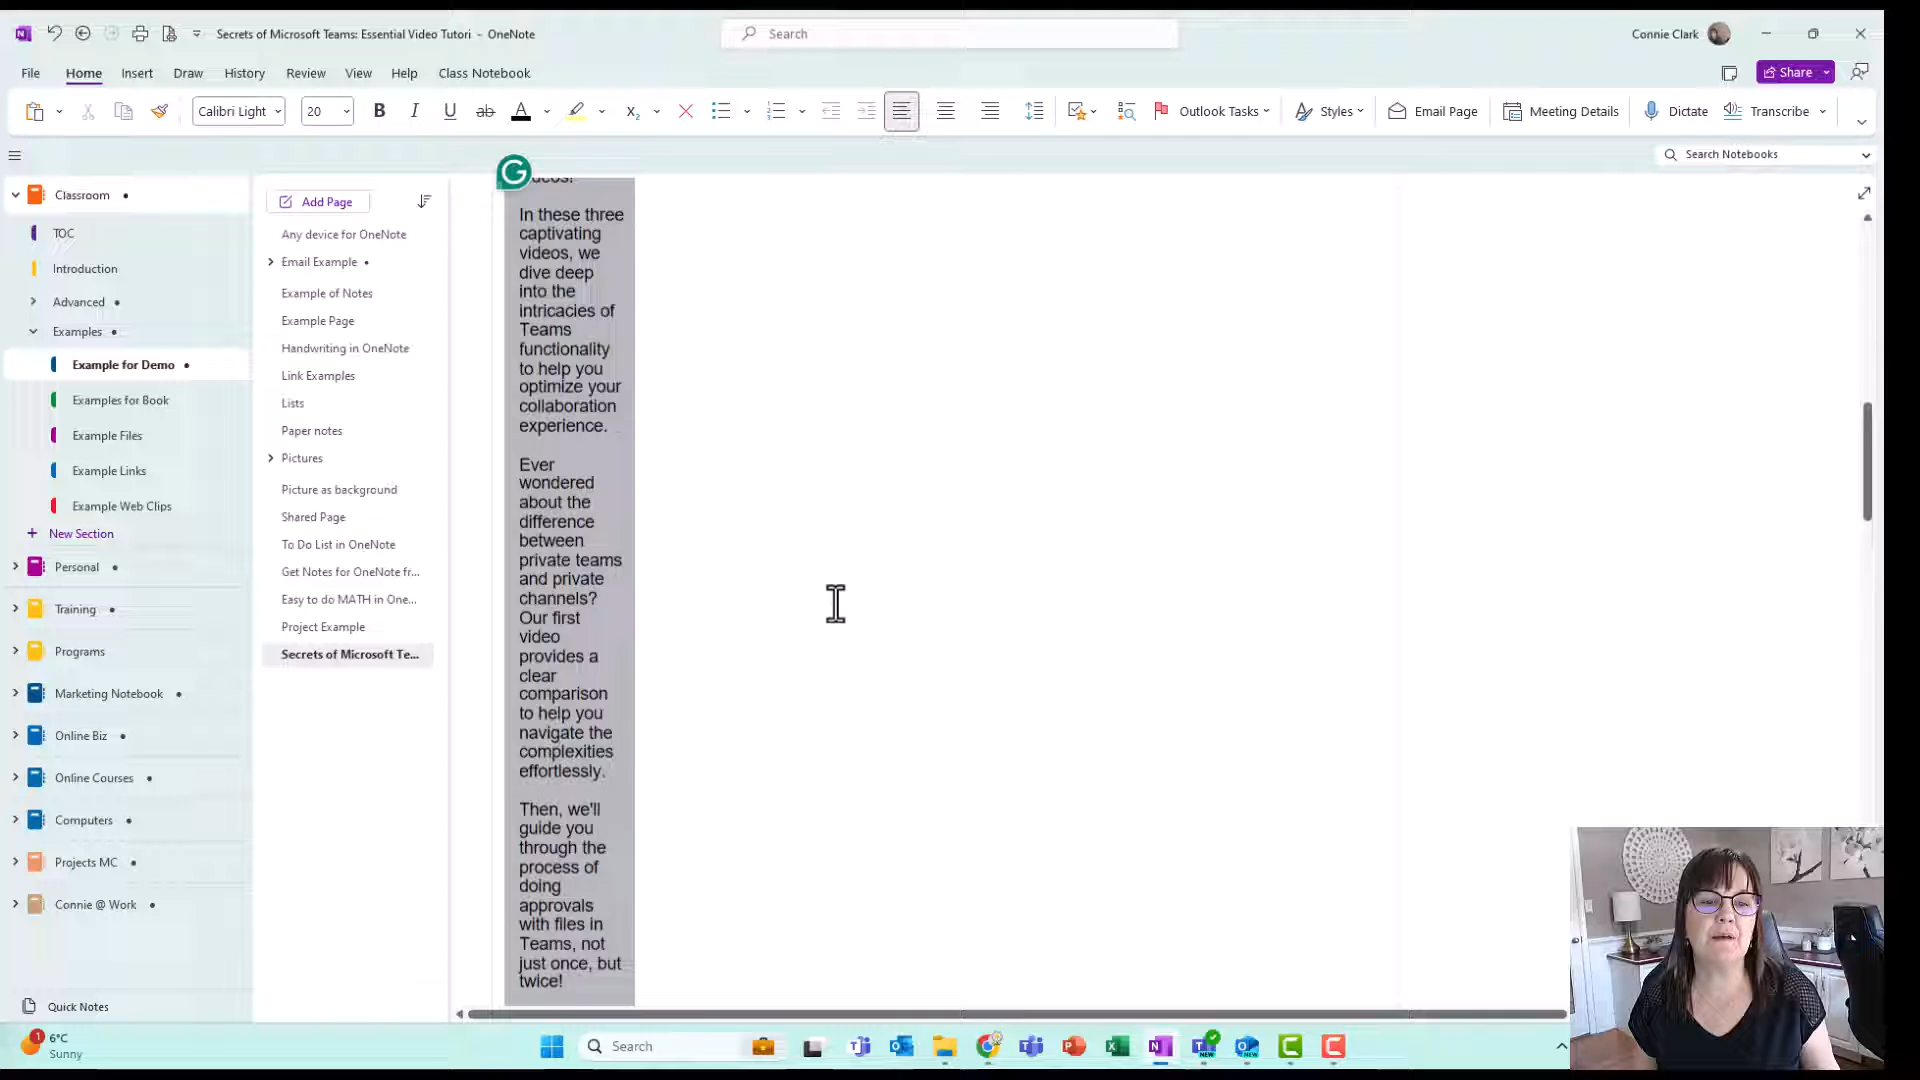 Secrets of Microsoft Teams: Essential Video Tutori - OneNote
Search
Connie Clark
File Home Insert Draw History Review View Help Class Notebook
Share
Calibri Light 20 B I U ab A Outlook Tasks Styles Email Page Meeting Details Dictate Transcribe
Search Notebooks
Classroom
TOC
Introduction
Advanced
Examples
Example for Demo
Examples for Book
Example Files
Example Links
Example Web Clips
New Section
Personal
Training
Programs
Marketing Notebook
Online Biz
Online Courses
Computers
Projects MC
Connie @ Work
Quick Notes
Add Page
Any device for OneNote
Email Example
Example of Notes
Example Page
Handwriting in OneNote
Link Examples
Lists
Paper notes
Pictures
Picture as background
Shared Page
To Do List in OneNote
Get Notes for OneNote fr...
Easy to do MATH in One...
Project Example
Secrets of Microsoft Te...
In these three
captivating
videos, we
dive deep
into the
intricacies of
Teams
functionality
to help you
optimize your
collaboration
experience.
Ever
wondered
about the
difference
between
private teams
and private
channels?
Our first
video
provides a
clear
comparison
to help you
navigate the
complexities
effortlessly.
Then, we'll
guide you
through the
process of
doing
approvals
with files in
Teams, not
just once, but
twice!
1
6°C
Sunny
Search